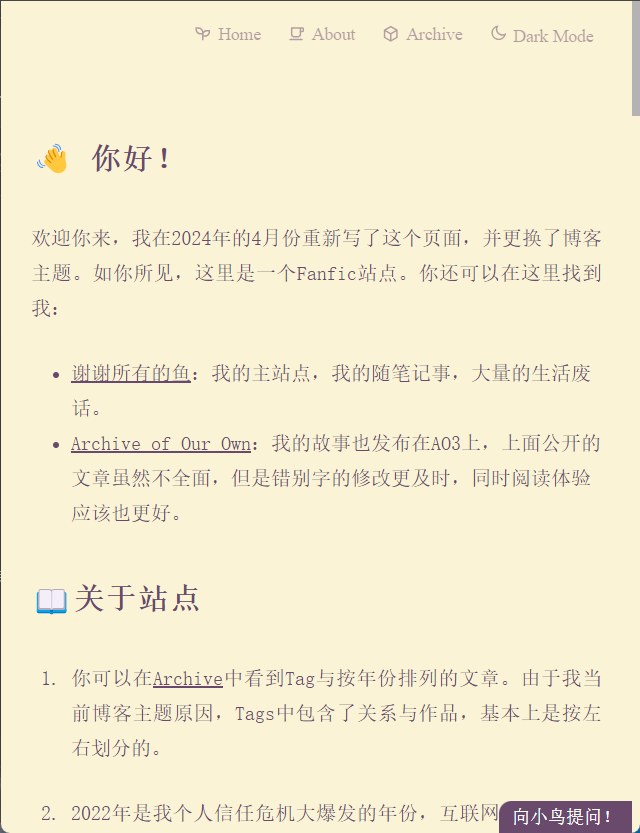 Home About Archive Dark Mode
你好！
欢迎你来，我在2024年的4月份重新写了这个页面，并更换了博客
主题。如你所见，这里是一个Fanfic站点。你还可以在这里找到
我：
谢谢所有的鱼：我的主站点，我的随笔记事，大量的生活废
话。
Archive of Our Own：我的故事也发布在AO3上，上面公开的
文章虽然不全面，但是错别字的修改更及时，同时阅读体验
应该也更好。
关于站点
1. 你可以在Archive中看到Tag与按年份排列的文章。由于我当
前博客主题原因，Tags中包含了关系与作品，基本上是按左
右划分的。
2. 2022年是我个人信任危机大爆发的年份，互联网
向小鸟提问！